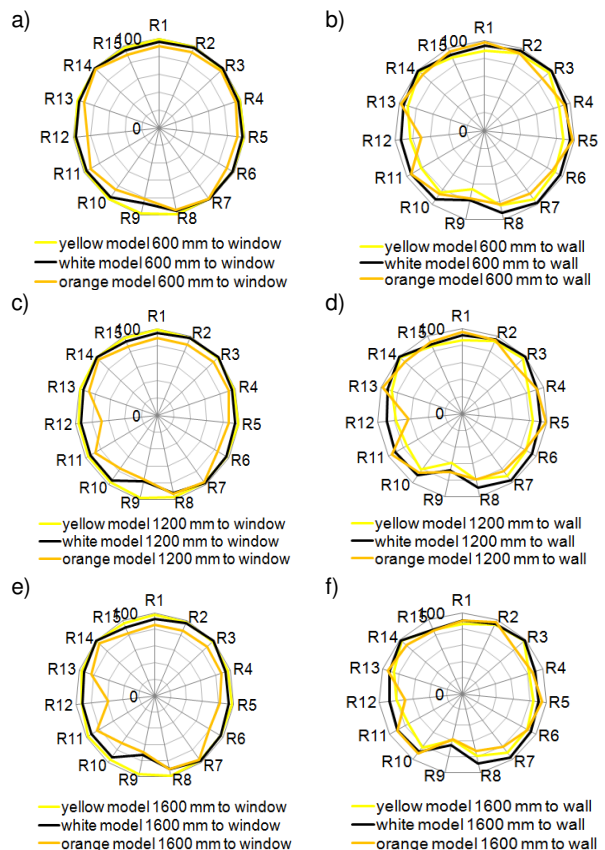 a)
b)
R1
R2
R3
R4
R5
R6
R7
R8
R9
R10
R11
R12
R13
R14
R15
100
0
yellow model 600 mm to window
white model 600 mm to window
orange model 600 mm to window
R1
R2
R3
R4
R5
R6
R7
R8
R9
R10
R11
R12
R13
R14
R15
100
0
yellow model 600 mm to wall
white model 600 mm to wall
orange model 600 mm to wall
c)
d)
R1
R2
R3
R4
R5
R6
R7
R8
R9
R10
R11
R12
R13
R14
R15
100
0
yellow model 1200 mm to window
white model 1200 mm to window
orange model 1200 mm to window
R1
R2
R3
R4
R5
R6
R7
R8
R9
R10
R11
R12
R13
R14
R15
100
0
yellow model 1200 mm to wall
white model 1200 mm to wall
orange model 1200 mm to wall
e)
f)
R1
R2
R3
R4
R5
R6
R7
R8
R9
R10
R11
R12
R13
R14
R15
100
0
yellow model 1600 mm to window
white model 1600 mm to window
orange model 1600 mm to window
R1
R2
R3
R4
R5
R6
R7
R8
R9
R10
R11
R12
R13
R14
R15
100
0
yellow model 1600 mm to wall
white model 1600 mm to wall
orange model 1600 mm to wall